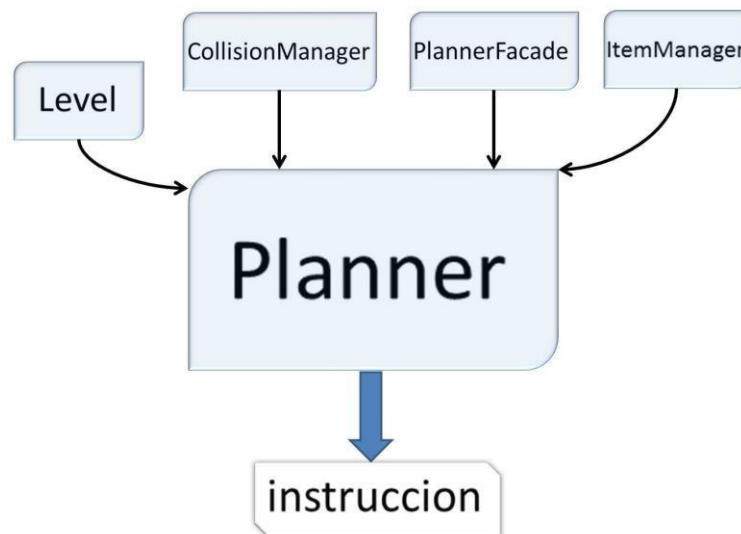 CollisionManager
PlannerFacade
ItemManager
Level
Planner
instruccion